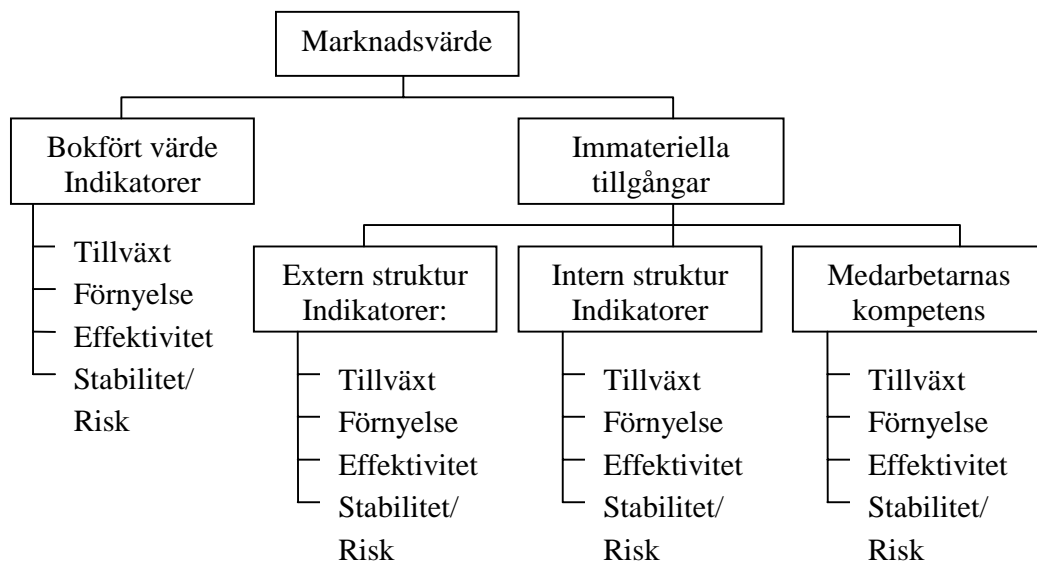 Marknadsvärde
Bokfört värde
Indikatorer
Immateriella
tillgångar
Tillväxt
Förnyelse
Effektivitet
Stabilitet/
Risk
Extern struktur
Indikatorer:
Tillväxt
Förnyelse
Effektivitet
Stabilitet/
Risk
Intern struktur
Indikatorer
Tillväxt
Förnyelse
Effektivitet
Stabilitet/
Risk
Medarbetarnas
kompetens
Tillväxt
Förnyelse
Effektivitet
Stabilitet/
Risk